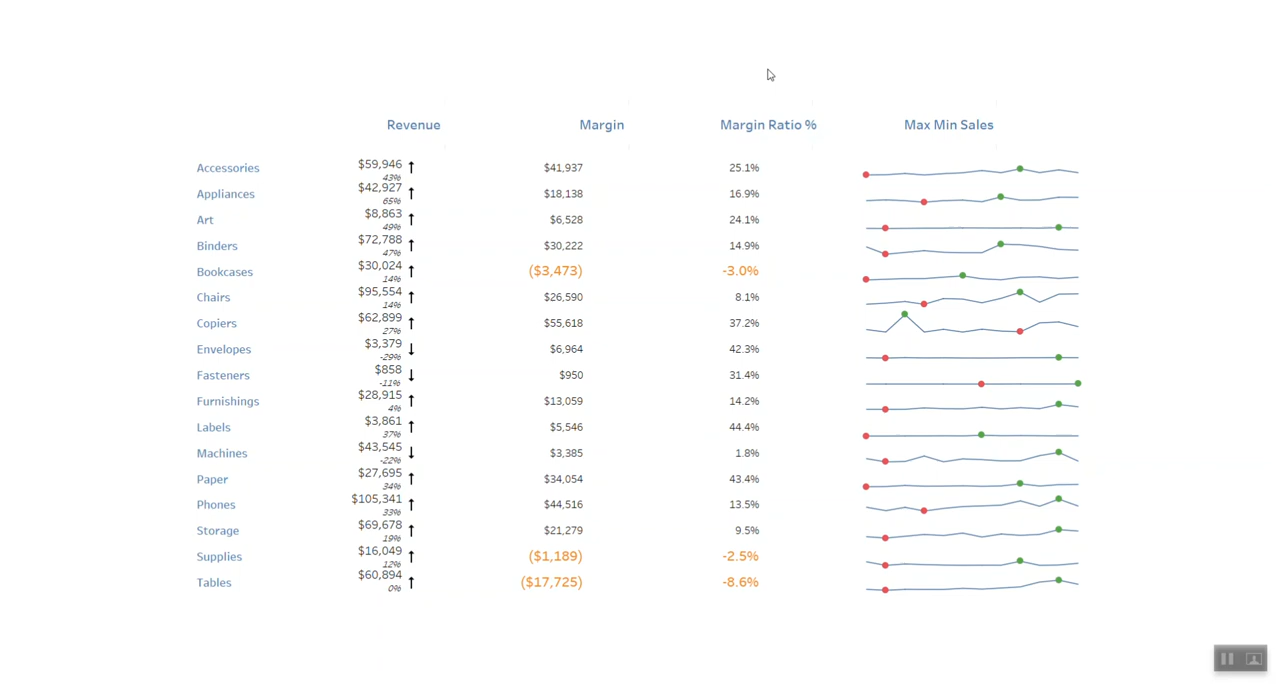 Revenue Margin Margin Ratio % Max Min Sales
Accessories $59,946 ↑ $41,937 25.1%
43%
Appliances $42,927 ↑ $18,138 16.9%
65%
Art $8,863 ↑ $6,528 24.1%
49%
Binders $72,788 ↑ $30,222 14.9%
47%
Bookcases $30,024 ↑ ($3,473) -3.0%
14%
Chairs $95,554 ↑ $26,590 8.1%
14%
Copiers $62,899 ↑ $55,618 37.2%
27%
Envelopes $3,379 ↓ $6,964 42.3%
-29%
Fasteners $858 ↓ $950 31.4%
-11%
Furnishings $28,915 ↑ $13,059 14.2%
4%
Labels $3,861 ↑ $5,546 44.4%
37%
Machines $43,545 ↓ $3,385 1.8%
-22%
Paper $27,695 ↑ $34,054 43.4%
34%
Phones $105,341 ↑ $44,516 13.5%
33%
Storage $69,678 ↑ $21,279 9.5%
19%
Supplies $16,049 ↑ ($1,189) -2.5%
12%
Tables $60,894 ↑ ($17,725) -8.6%
0%